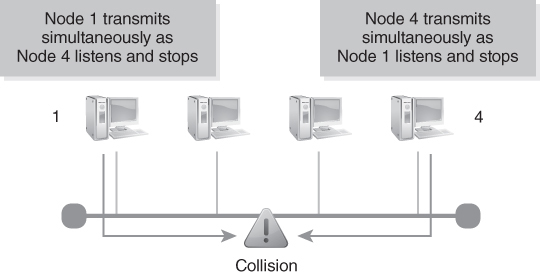 Node 1 transmits
simultaneously as
Node 4 listens and stops
Node 4 transmits
simultaneously as
Node 1 listens and stops
1
4
Collision